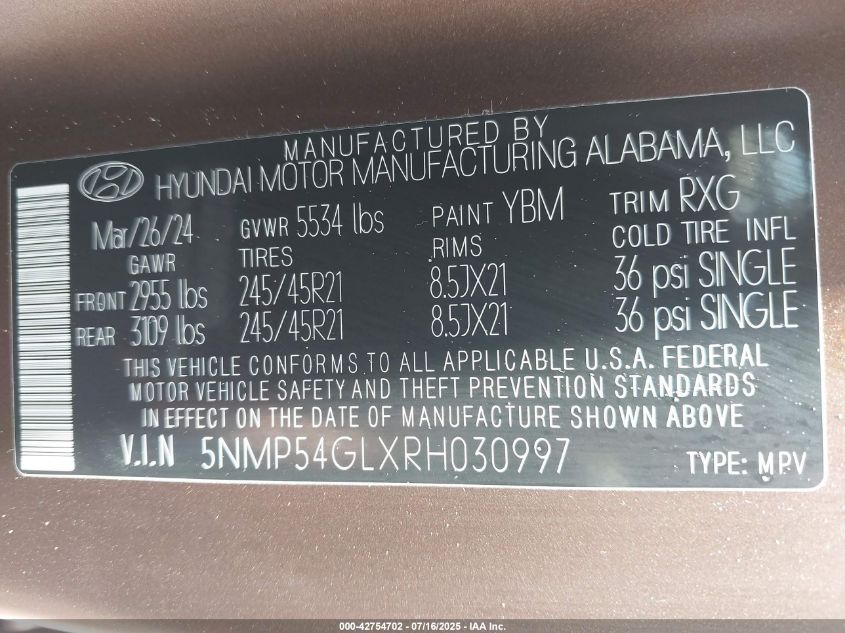 MANUFACTURED BY
HYUNDAI MOTOR MANUFACTURING ALABAMA, LLC
Mar/26/24 GVWR 5534 lbs PAINT YBM TRIM RXG
GAWR TIRES RIMS COLD TIRE INFL
FRONT 2955 lbs 245/45R21 8.5JX21 36 psi SINGLE
REAR 3109 lbs 245/45R21 8.5JX21 36 psi SINGLE
THIS VEHICLE CONFORMS TO ALL APPLICABLE U.S.A. FEDERAL
MOTOR VEHICLE SAFETY AND THEFT PREVENTION STANDARDS
IN EFFECT ON THE DATE OF MANUFACTURE SHOWN ABOVE
V.I.N 5NMP54GLXRH030997 TYPE: MPV
000-42754702 - 07/16/2025 - IAA Inc.